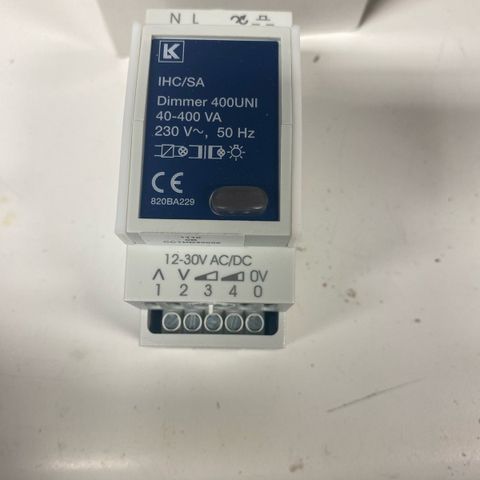 N L
LK
IHC/SA
Dimmer 400UNI
40-400 VA
230 V~, 50 Hz
CE
820BA229
12-30V AC/DC
0V
1 2 3 4 0